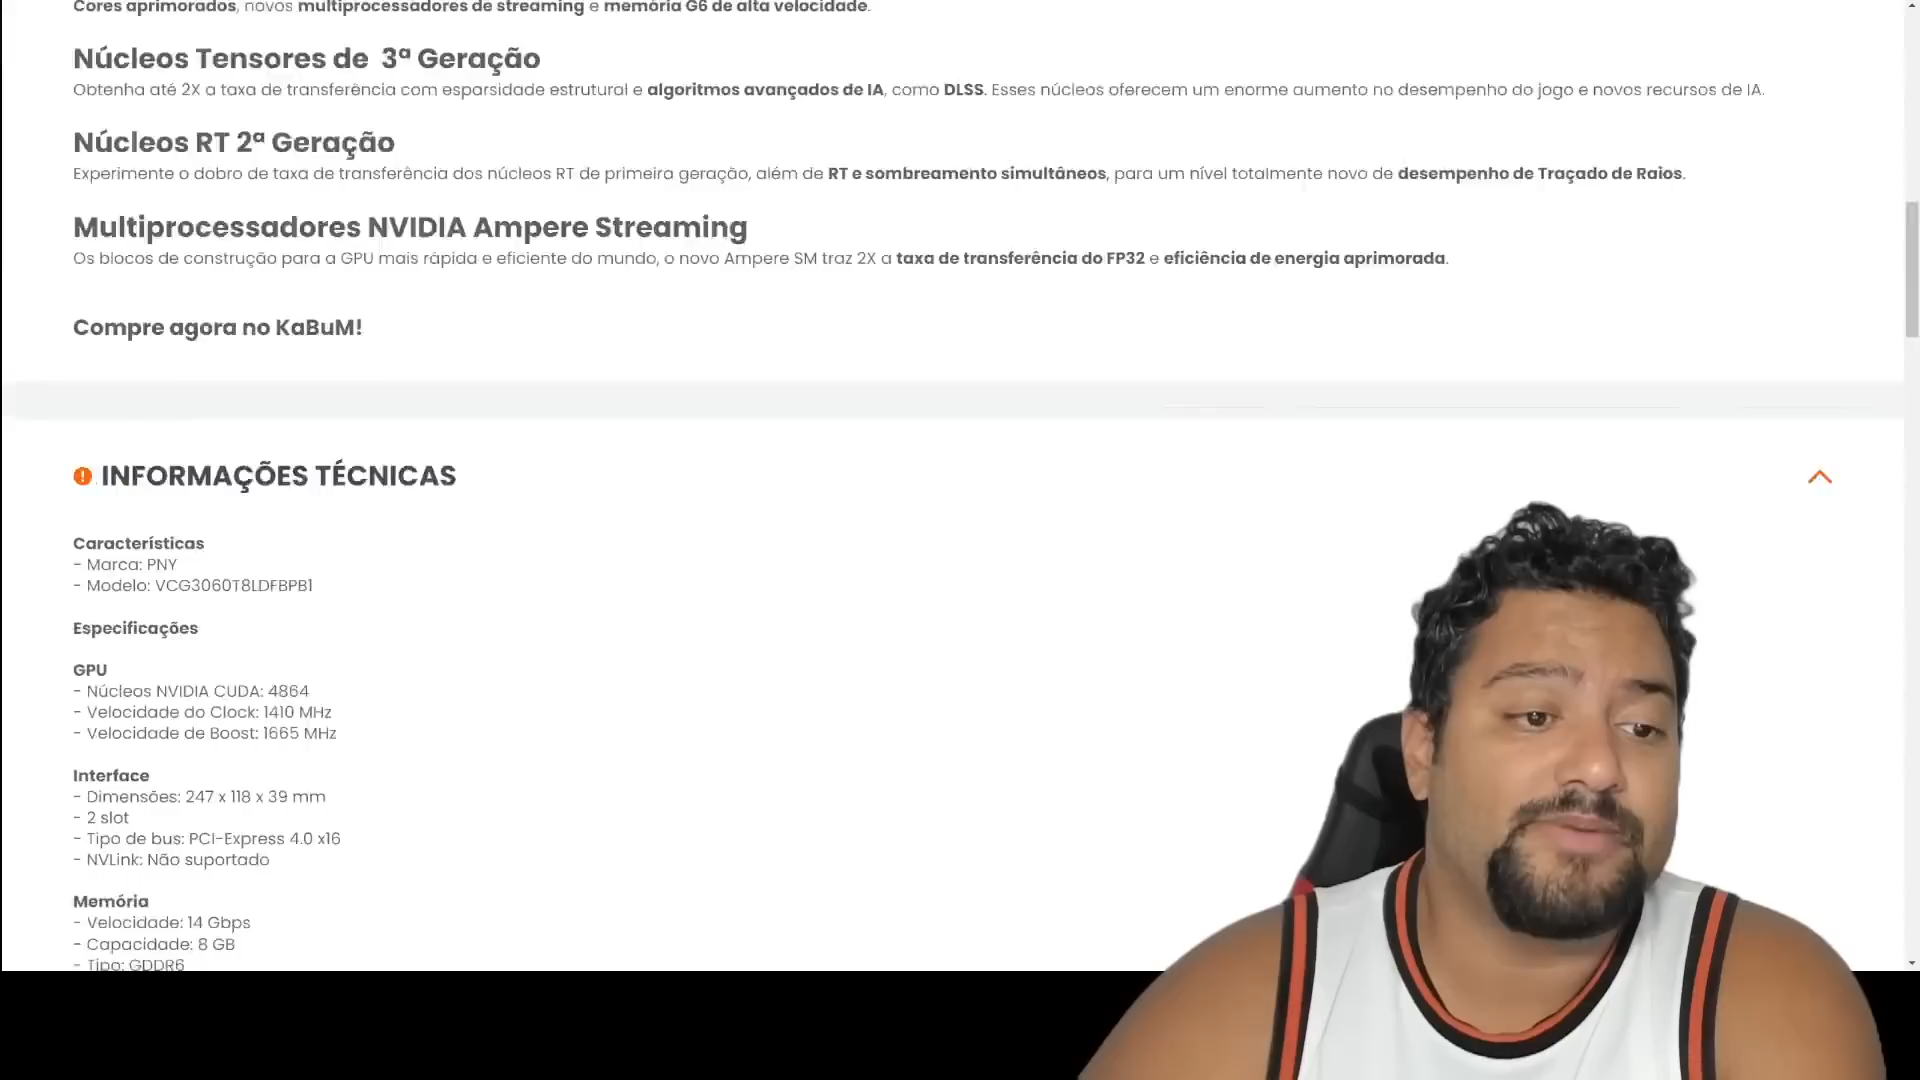 Cores aprimorados, novos multiprocessadores de streaming e memória G6 de alta velocidade.
Núcleos Tensores de 3ª Geração
Obtenha até 2X a taxa de transferência com esparsidade estrutural e algoritmos avançados de IA, como DLSS. Esses núcleos oferecem um enorme aumento no desempenho do jogo e novos recursos de IA.
Núcleos RT 2ª Geração
Experimente o dobro de taxa de transferência dos núcleos RT de primeira geração, além de RT e sombreamento simultâneos, para um nível totalmente novo de desempenho de Traçado de Raios.
Multiprocessadores NVIDIA Ampere Streaming
Os blocos de construção para a GPU mais rápida e eficiente do mundo, o novo Ampere SM traz 2X a taxa de transferência do FP32 e eficiência de energia aprimorada.
Compre agora no KaBuM!
INFORMAÇÕES TÉCNICAS
Características
- Marca: PNY
- Modelo: VCG3060T8LDFBPB1
Especificações
GPU
- Núcleos NVIDIA CUDA: 4864
- Velocidade do Clock: 1410 MHz
- Velocidade de Boost: 1665 MHz
Interface
- Dimensões: 247 x 118 x 39 mm
- 2 slot
- Tipo de bus: PCI-Express 4.0 x16
- NVLink: Não suportado
Memória
- Velocidade: 14 Gbps
- Capacidade: 8 GB
- Tipo: GDDR6